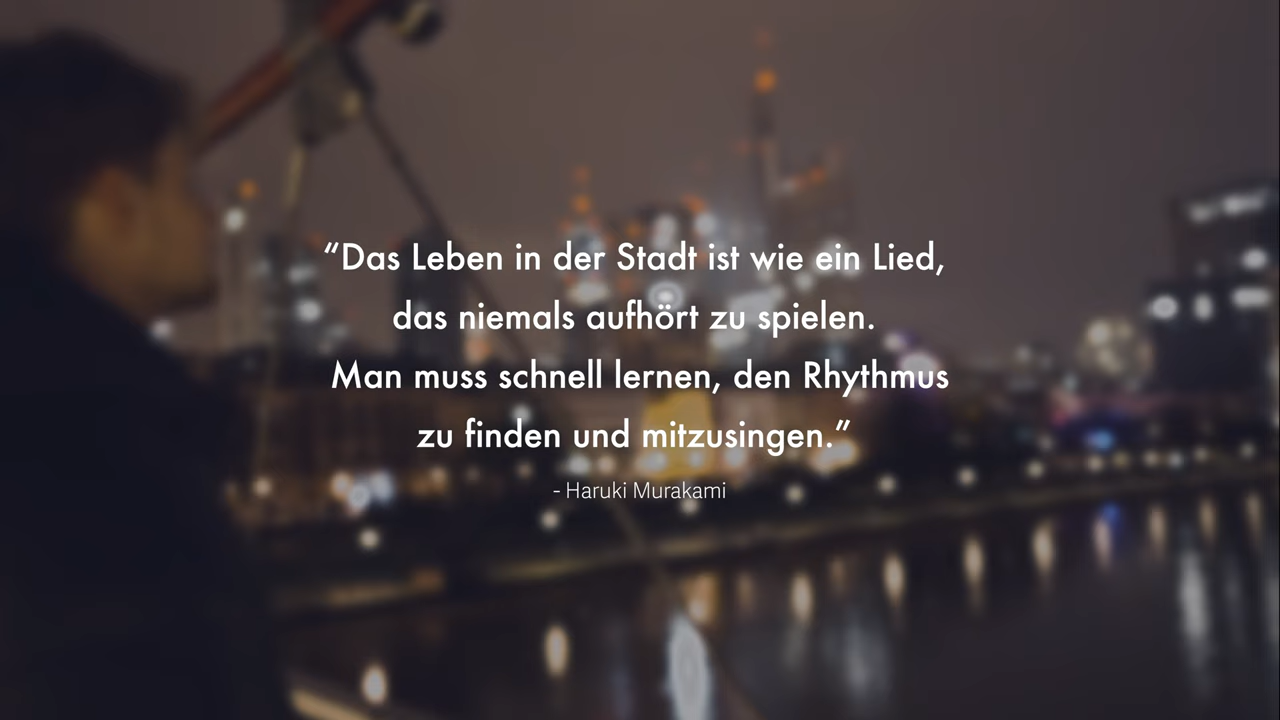 “Das Leben in der Stadt ist wie ein Lied,
das niemals aufhört zu spielen.
Man muss schnell lernen, den Rhythmus
zu finden und mitzusingen.”
- Haruki Murakami